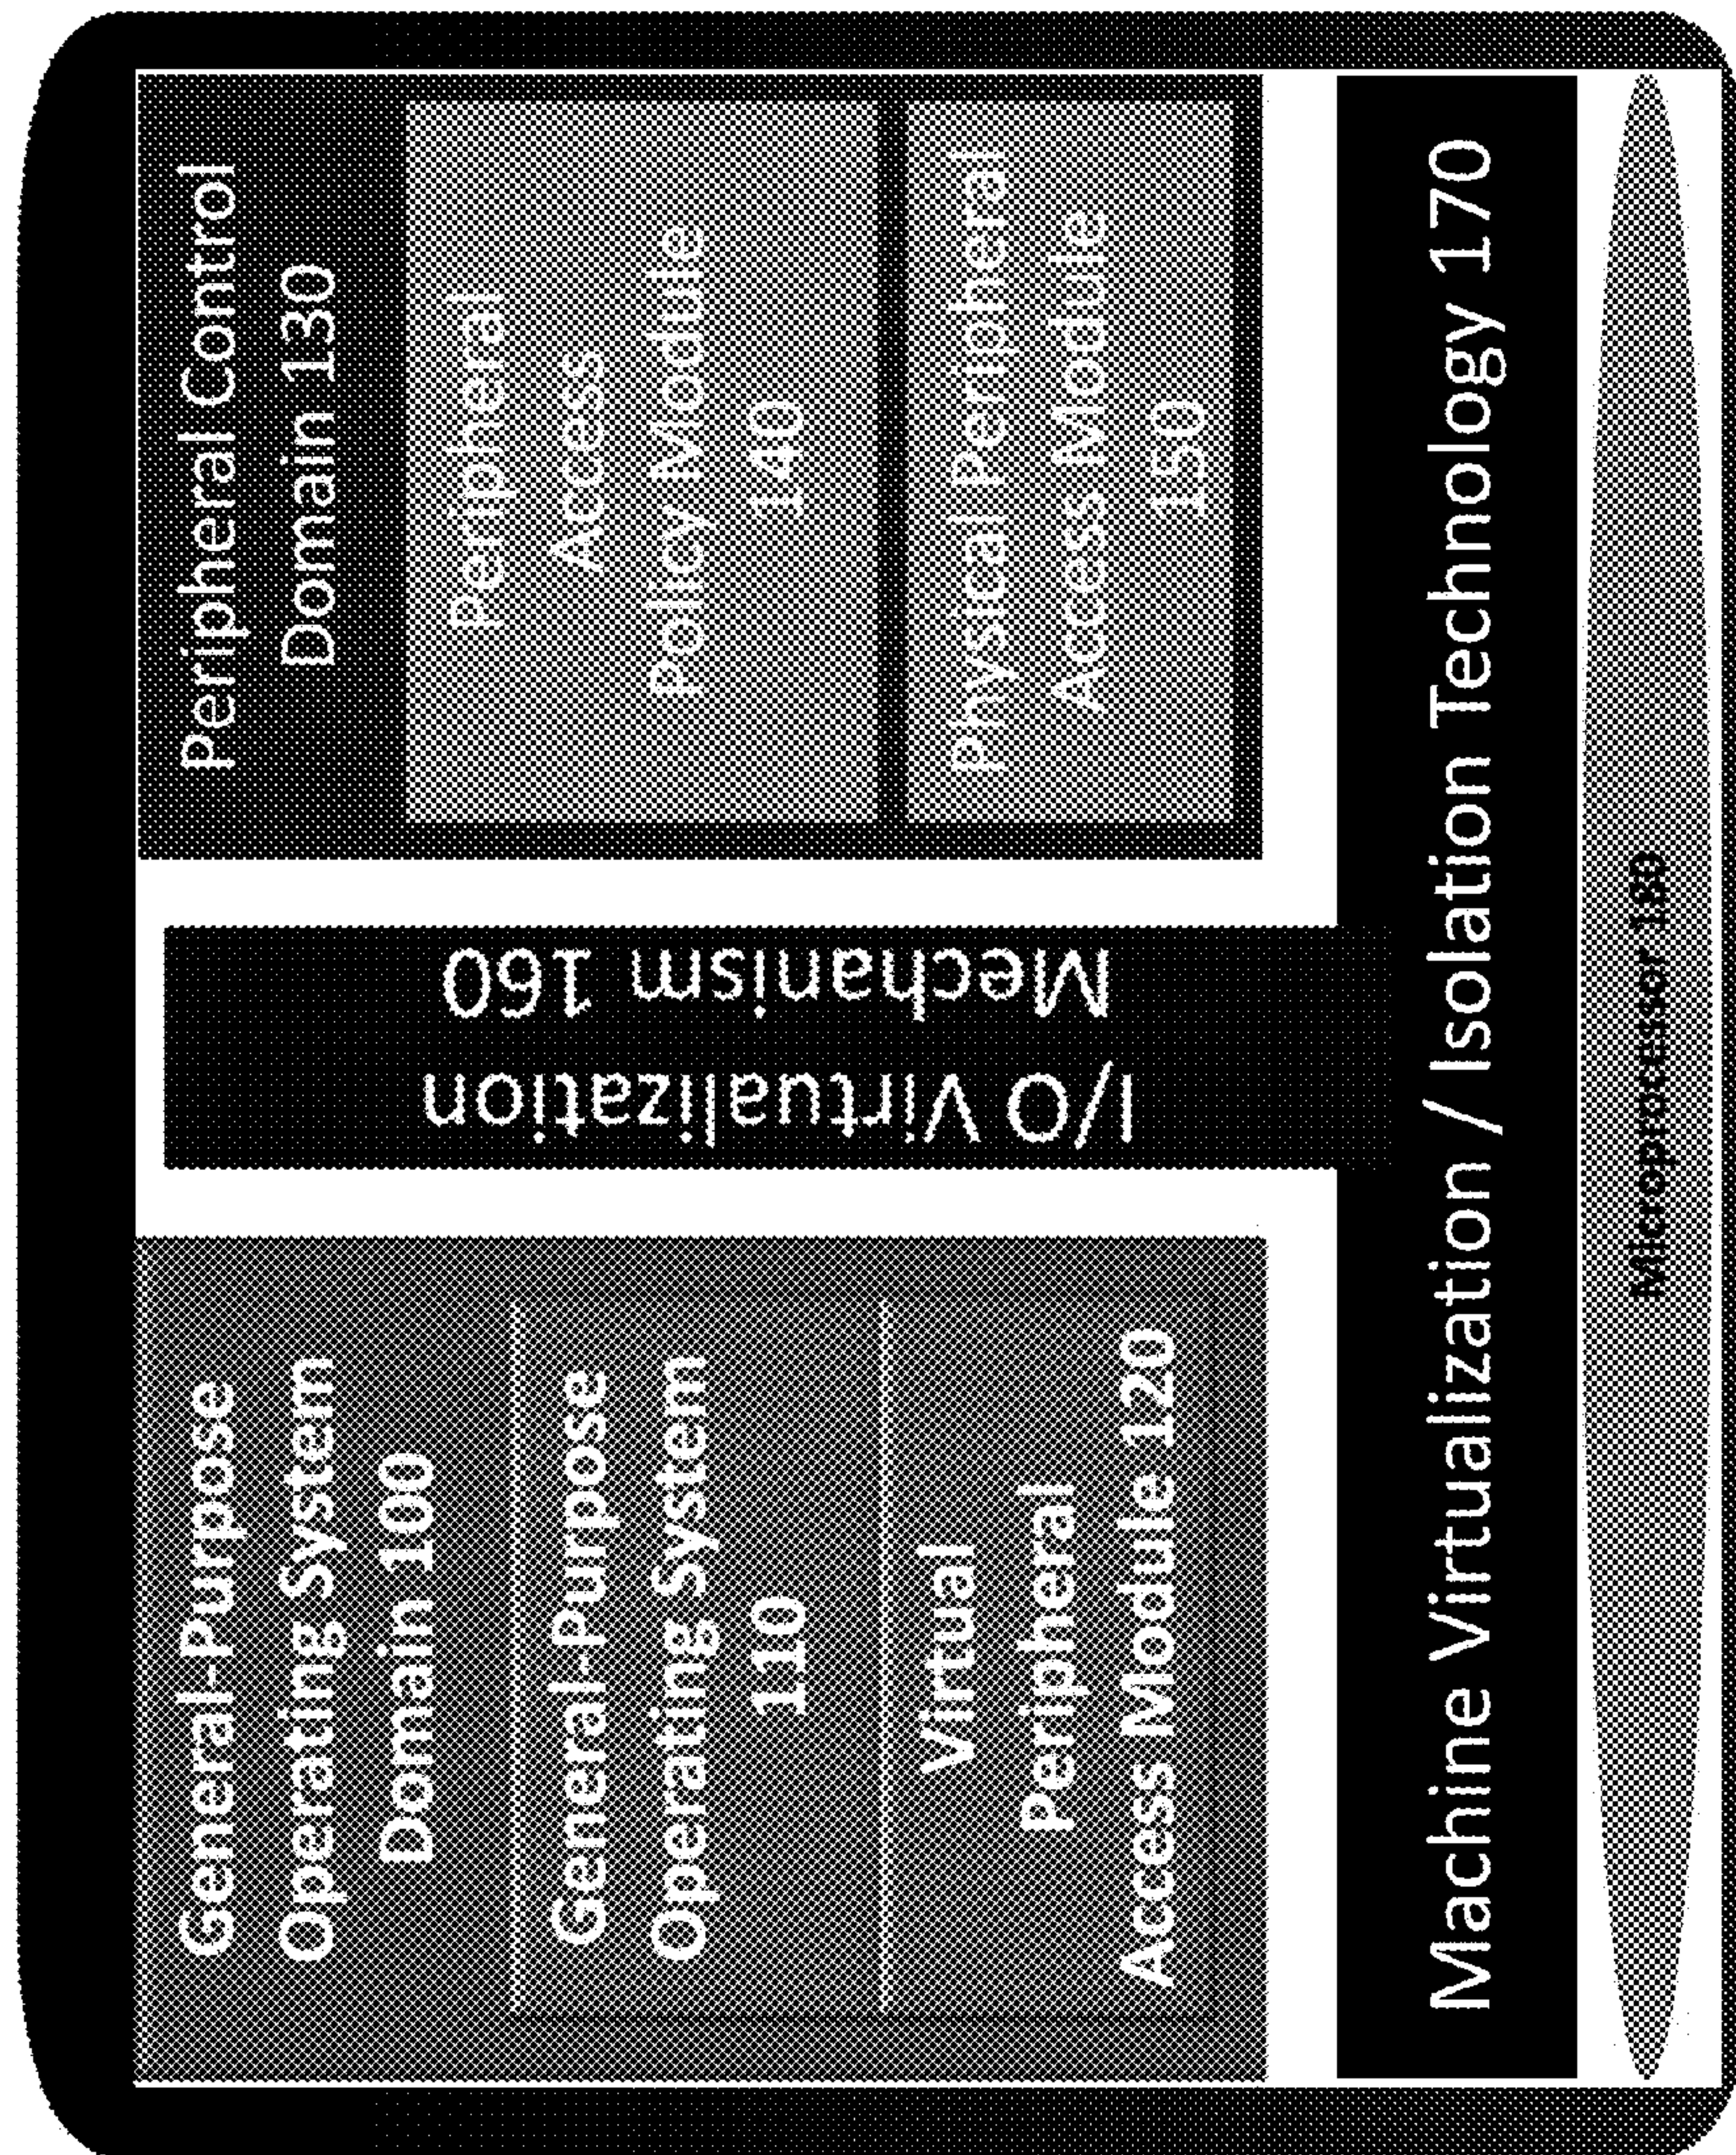 General-Purpose
Operating System
Domain 100
General-Purpose
Operating System
110
Virtual
Peripheral
Access Module 120
I/O Virtualization
Mechanism 160
Peripheral Control
Domain 130
Peripheral
Access
Policy Module
140
Physical Peripheral
Access Module
150
Machine Virtualization / Isolation Technology 170
Microprocessor 180